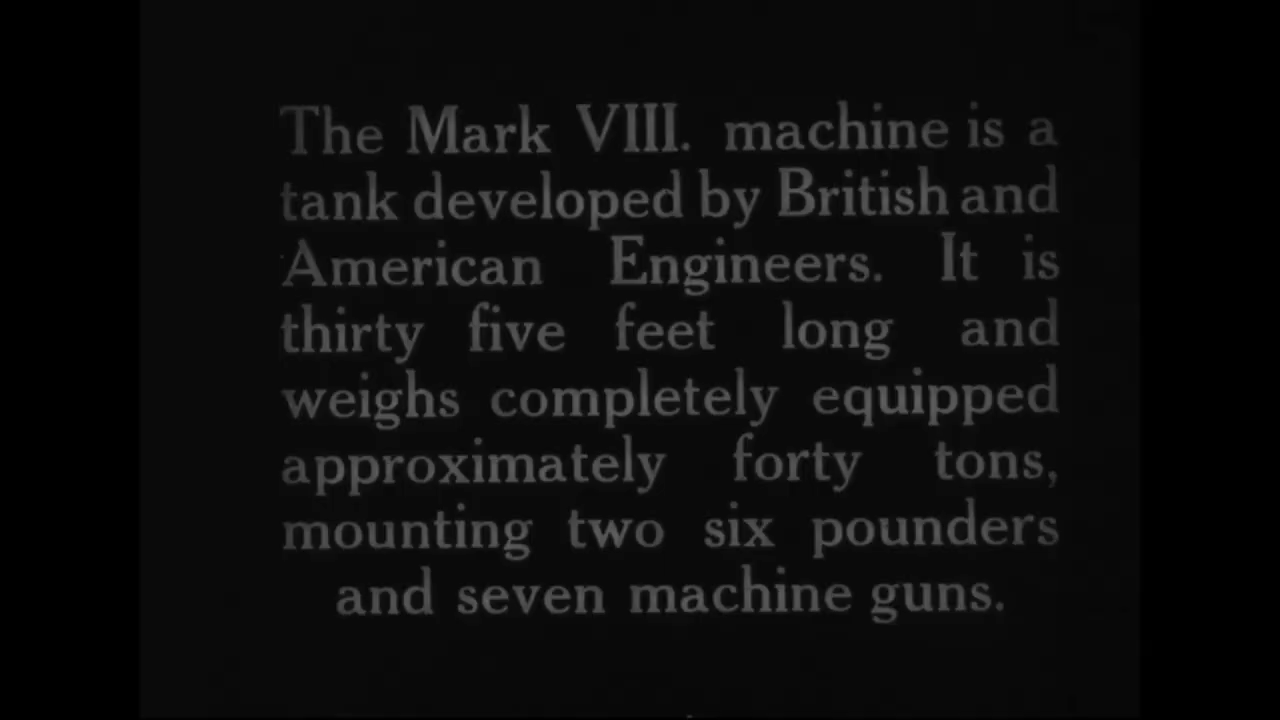 The Mark VIII. machine is a
tank developed by British and
American Engineers. It is
thirty five feet long and
weighs completely equipped
approximately forty tons,
mounting two six pounders
and seven machine guns.